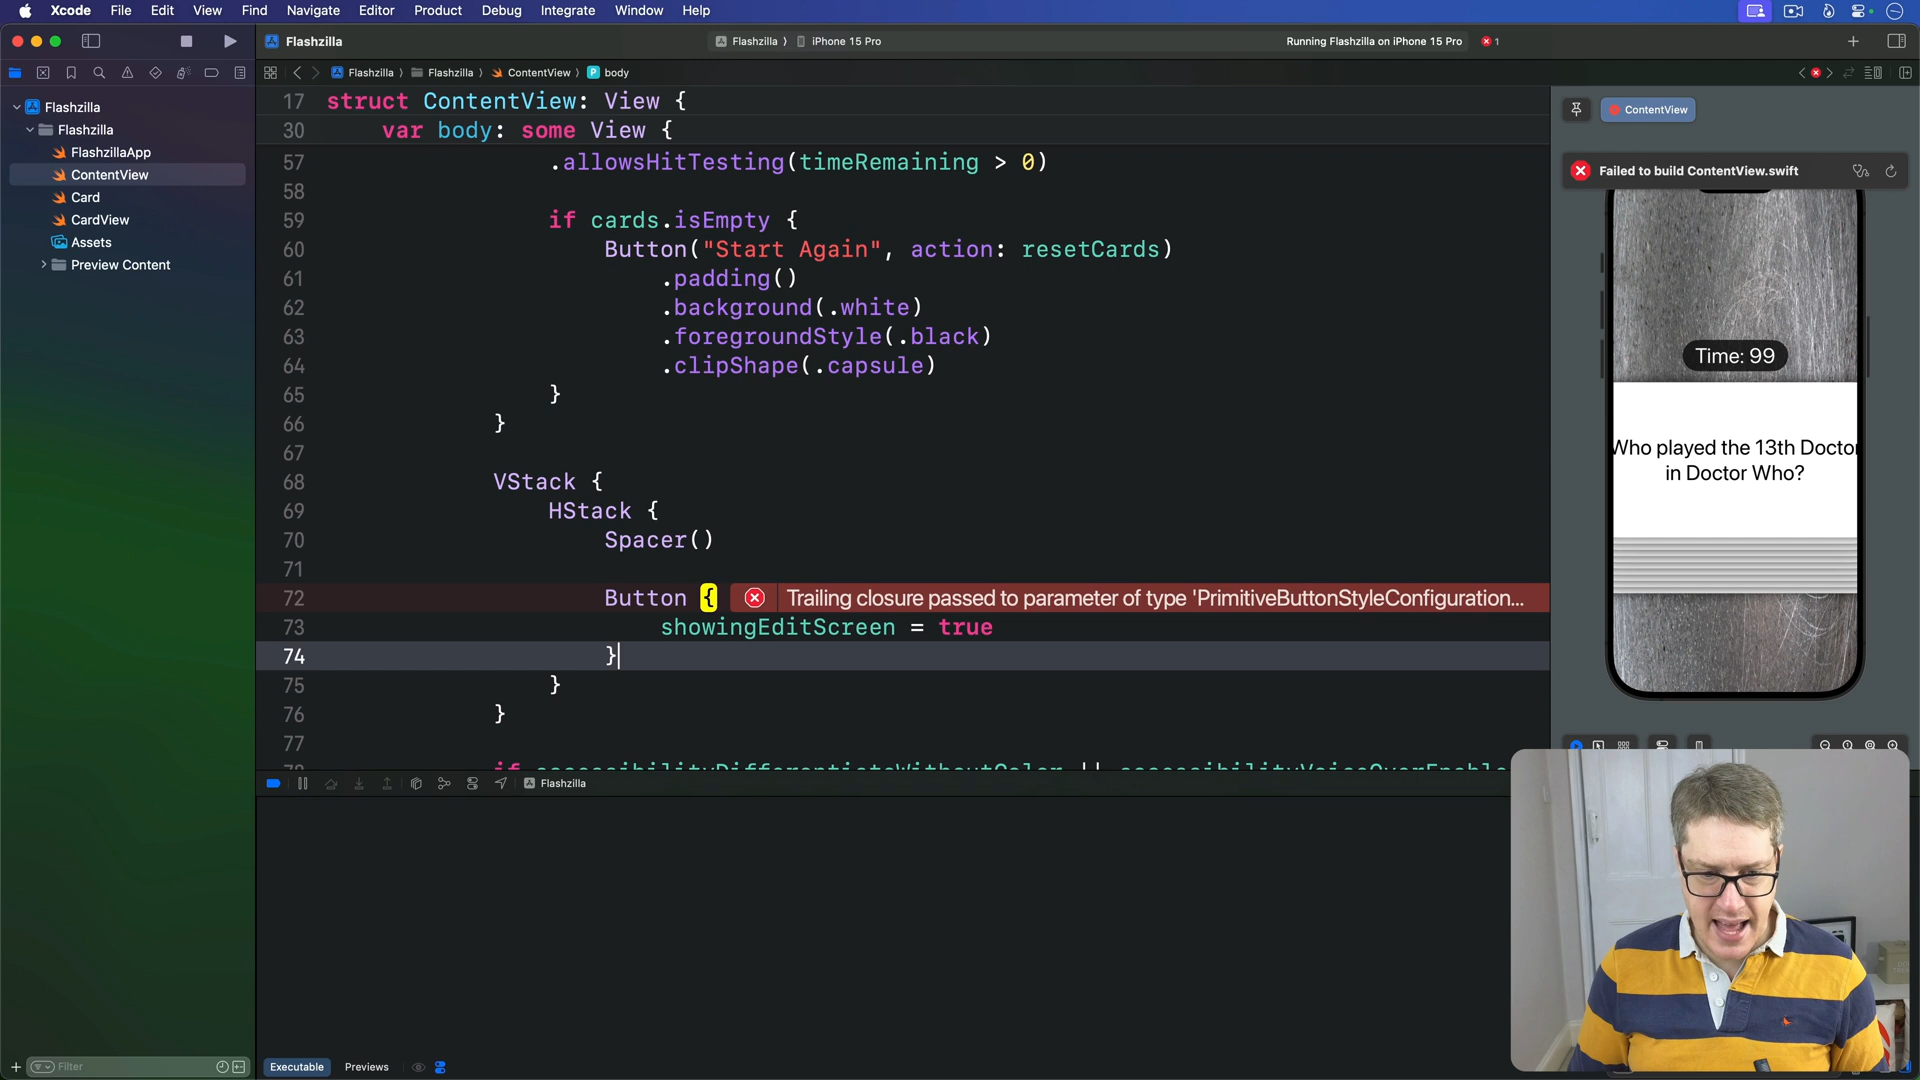 Xcode File Edit View Find Navigate Editor Product Debug Integrate Window Help
Flashzilla
Flashzilla iPhone 15 Pro
Running Flashzilla on iPhone 15 Pro 1
Flashzilla Flashzilla ContentView body
Flashzilla
Flashzilla
FlashzillaApp
ContentView
Card
CardView
Assets
Preview Content
17 struct ContentView: View {
30 var body: some View {
57 .allowsHitTesting(timeRemaining > 0)
58
59 if cards.isEmpty {
60 Button("Start Again", action: resetCards)
61 .padding()
62 .background(.white)
63 .foregroundStyle(.black)
64 .clipShape(.capsule)
65 }
66 }
67
68 VStack {
69 HStack {
70 Spacer()
71
72 Button { Trailing closure passed to parameter of type 'PrimitiveButtonStyleConfiguration...
73 showingEditScreen = true
74 }
75 }
76 }
77
ContentView
Failed to build ContentView.swift
Time: 99
Who played the 13th Doctor
in Doctor Who?
Flashzilla
Filter
Executable Previews